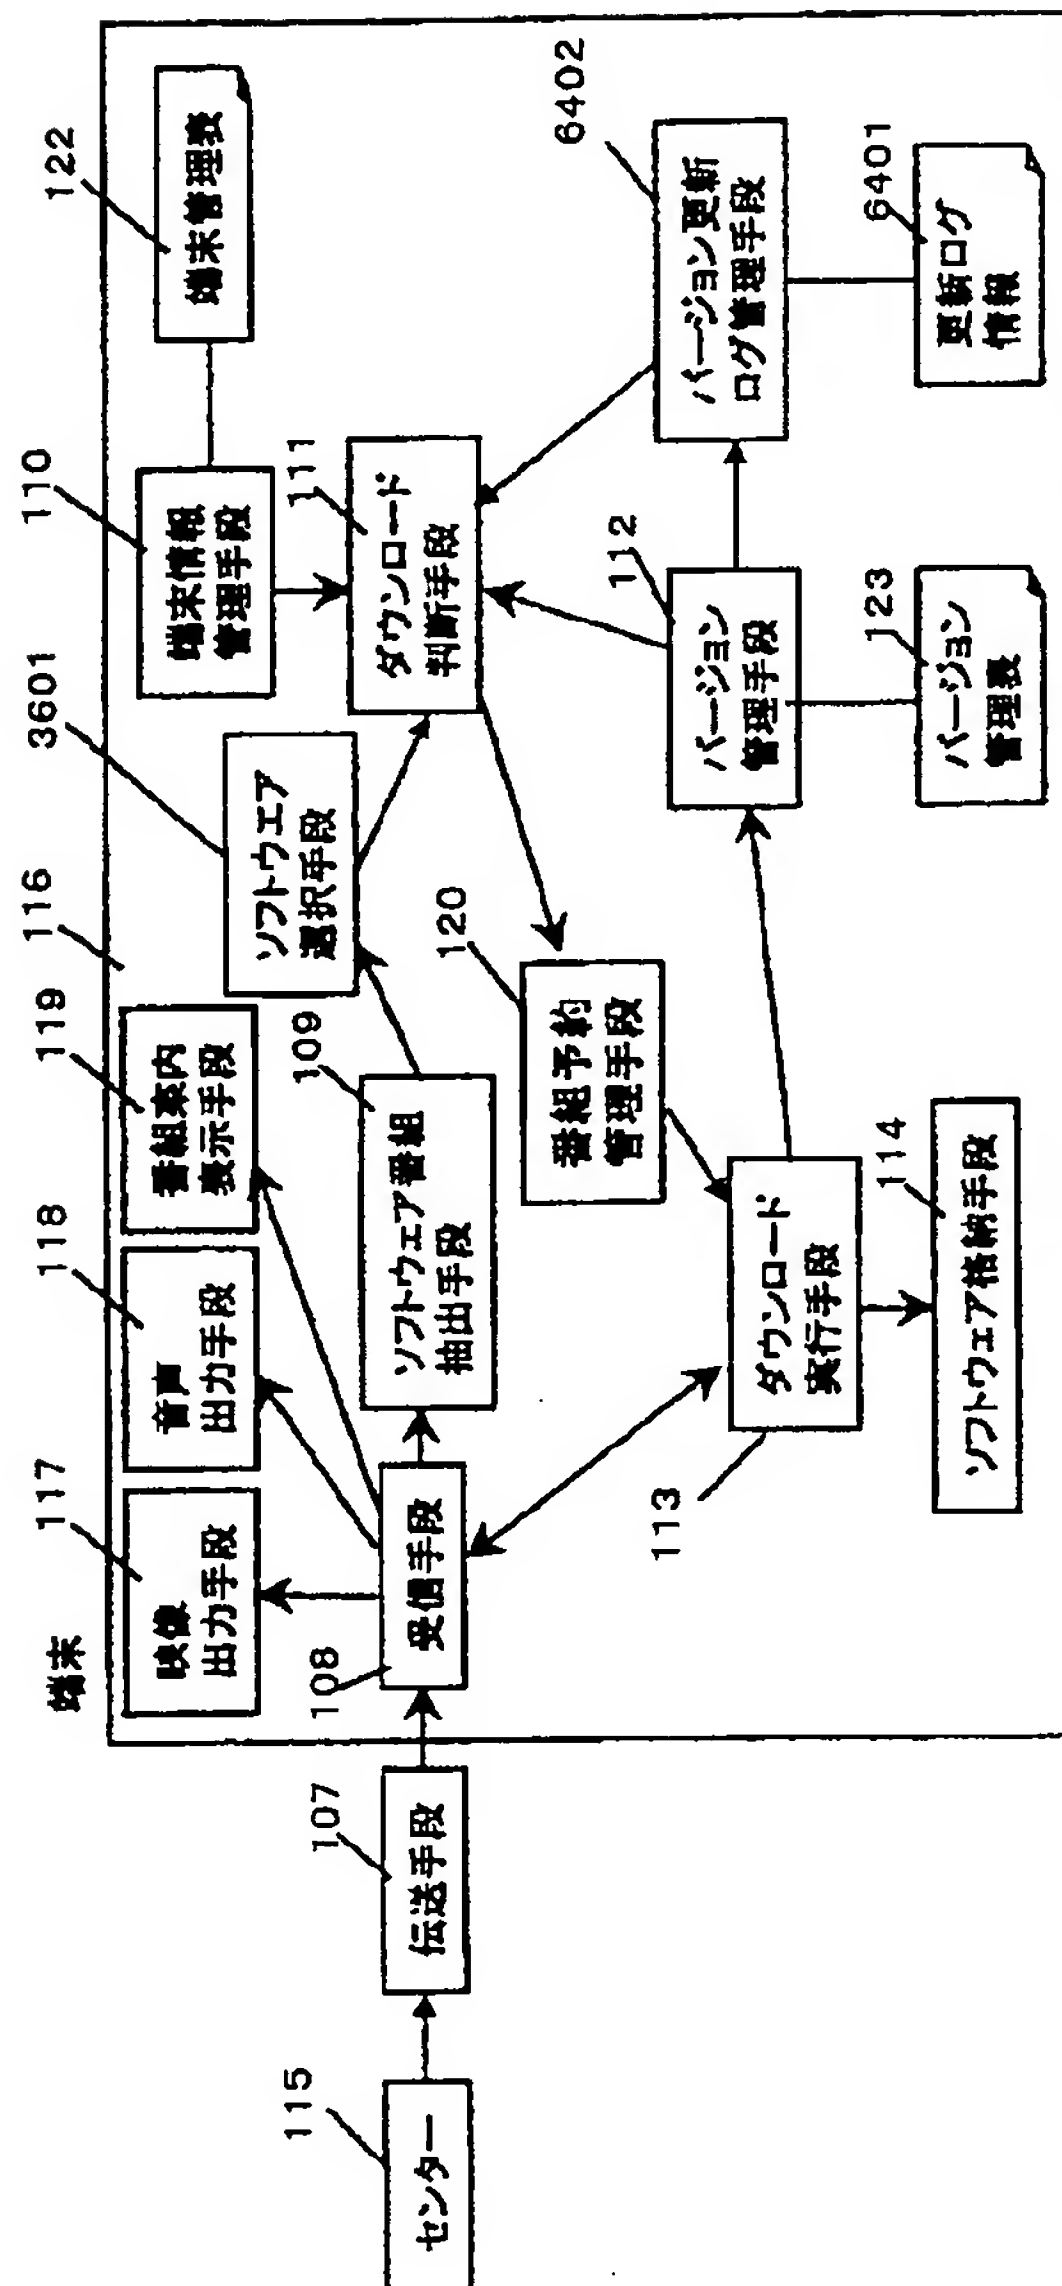 端末
116
117
映像
出力手段
118
音声
出力手段
119
番組案内
表示手段
3601
ソフトウエア
選択手段
110
端末情報
管理手段
122
端末管理表
115
センター
107
伝送手段
108
受信手段
109
ソフトウェア番組
抽出手段
111
ダウンロード
判断手段
120
番組予約
管理手段
113
ダウンロード
実行手段
112
バージョン
管理手段
6402
バージョン更新
ログ管理手段
114
ソフトウェア格納手段
123
バージョン
管理表
6401
更新ログ
情報